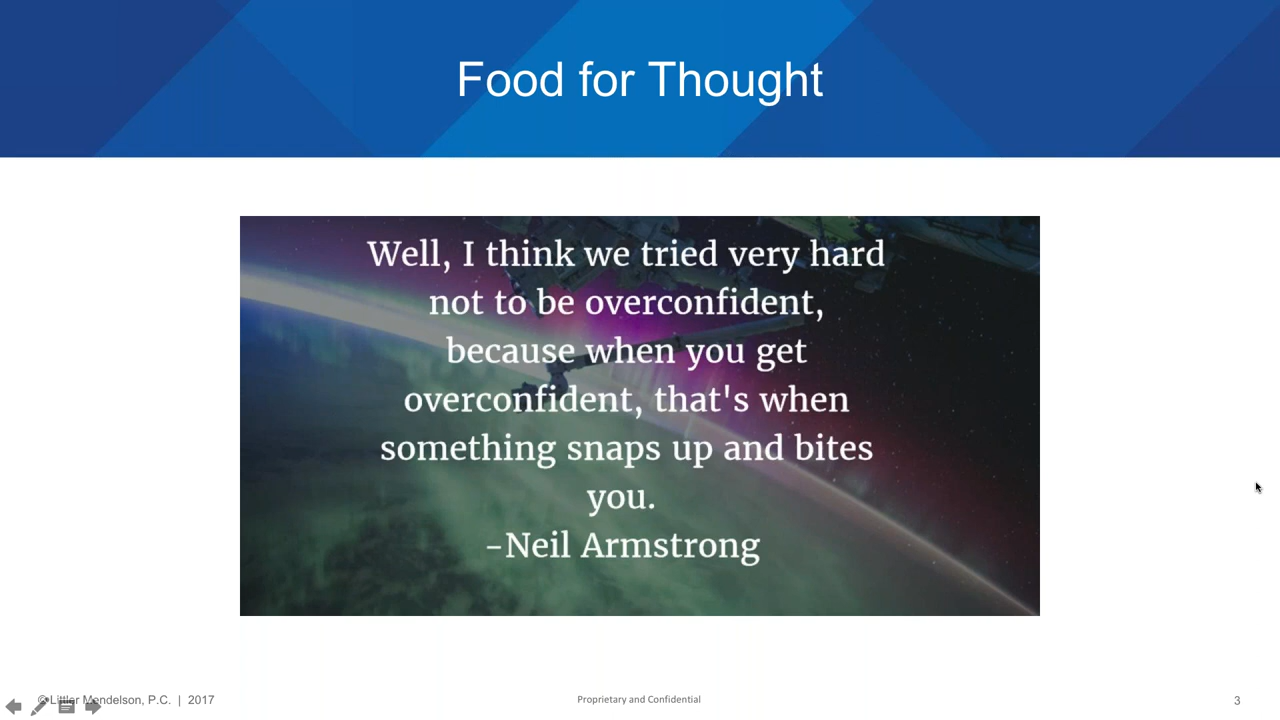 Food for Thought
Well, I think we tried very hard
not to be overconfident,
because when you get
overconfident, that's when
something snaps up and bites
you.
-Neil Armstrong
© Littler Mendelson, P.C. | 2017
Proprietary and Confidential
3